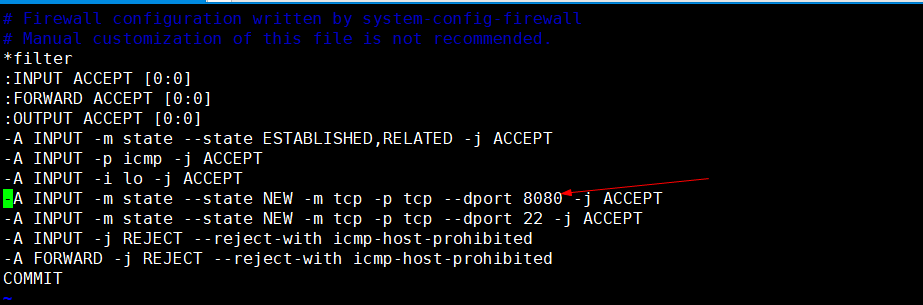 # Firewall configuration written by system-config-firewall
# Manual customization of this file is not recommended.
*filter
:INPUT ACCEPT [0:0]
:FORWARD ACCEPT [0:0]
:OUTPUT ACCEPT [0:0]
-A INPUT -m state --state ESTABLISHED,RELATED -j ACCEPT
-A INPUT -p icmp -j ACCEPT
-A INPUT -i lo -j ACCEPT
-A INPUT -m state --state NEW -m tcp -p tcp --dport 8080 -j ACCEPT
-A INPUT -m state --state NEW -m tcp -p tcp --dport 22 -j ACCEPT
-A INPUT -j REJECT --reject-with icmp-host-prohibited
-A FORWARD -j REJECT --reject-with icmp-host-prohibited
COMMIT
~